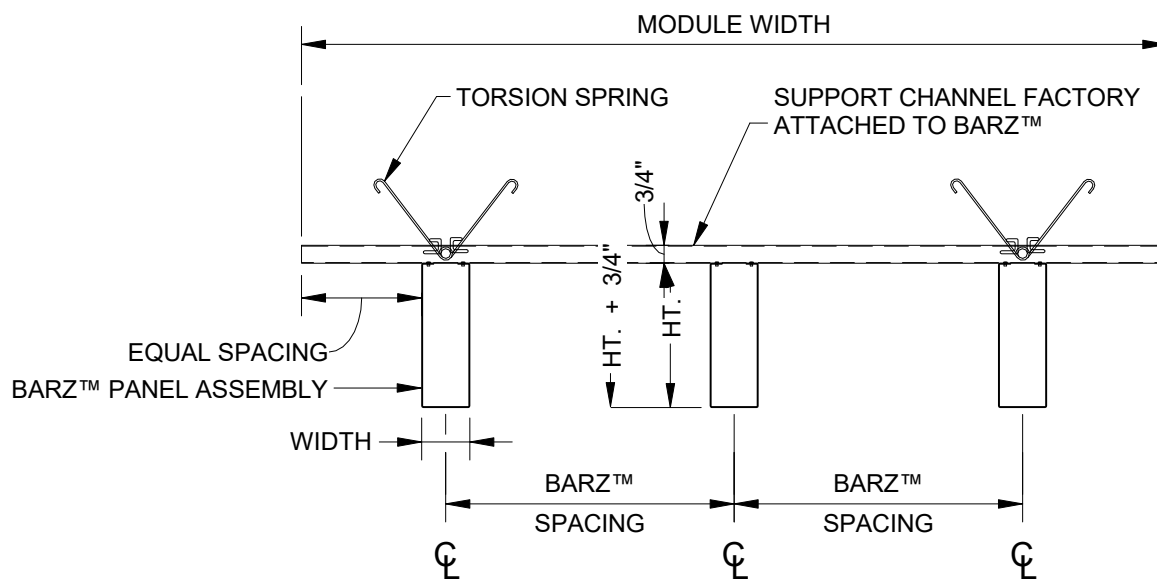 MODULE WIDTH
TORSION SPRING
SUPPORT CHANNEL FACTORY
ATTACHED TO BARZ™
3/4"
HT. + 3/4"
HT.
EQUAL SPACING
BARZ™ PANEL ASSEMBLY
WIDTH
BARZ™
SPACING
BARZ™
SPACING
℄
℄
℄